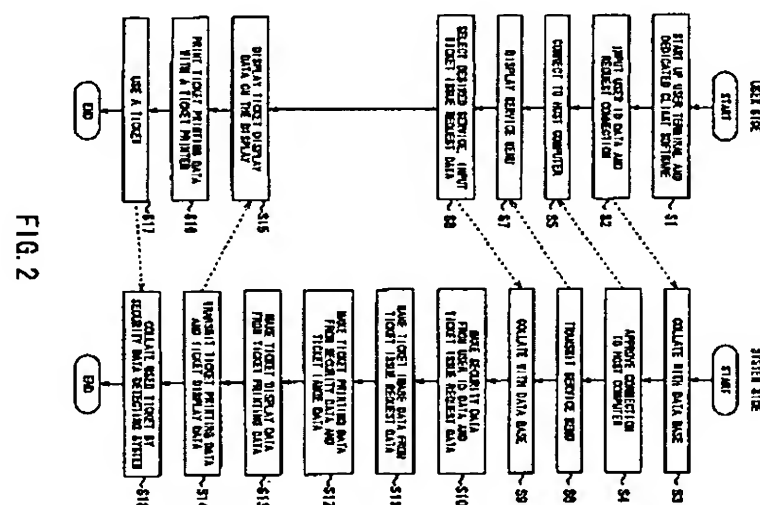 USER SIDE
START
START UP USER TERMINAL AND
DEDICATED CLIENT SOFTWARE
~S1
INPUT USER ID DATA AND
REQUEST CONNECTION
~S2
CONNECT TO HOST COMPUTER
~S5
DISPLAY SERVICE MENU
~S7
SELECT DESIRED SERVICE, INPUT
TICKET ISSUE REQUEST DATA
~S8
DISPLAY TICKET DISPLAY
DATA ON THE DISPLAY
~S15
PRINT TICKET PRINTING DATA
WITH A TICKET PRINTER
~S16
USE A TICKET
~S17
END
SYSTEM SIDE
START
COLLATE WITH DATA BASE
~S3
APPROVE CONNECTION
TO HOST COMPUTER
~S4
TRANSMIT SERVICE MENU
~S6
COLLATE WITH DATA BASE
~S9
MAKE SECURITY DATA
FROM USER ID DATA AND
TICKET ISSUE REQUEST DATA
~S10
MAKE TICKET IMAGE DATA FROM
TICKET ISSUE REQUEST DATA
~S11
MAKE TICKET PRINTING DATA
FROM SECURITY DATA AND
TICKET IMAGE DATA
~S12
MAKE TICKET DISPLAY DATA
FROM TICKET PRINTING DATA
~S13
TRANSMIT TICKET PRINTING DATA
AND TICKET DISPLAY DATA
~S14
COLLATE USED TICKET BY
SECURITY DATA DETECTING SYSTEM
~S18
END
FIG. 2